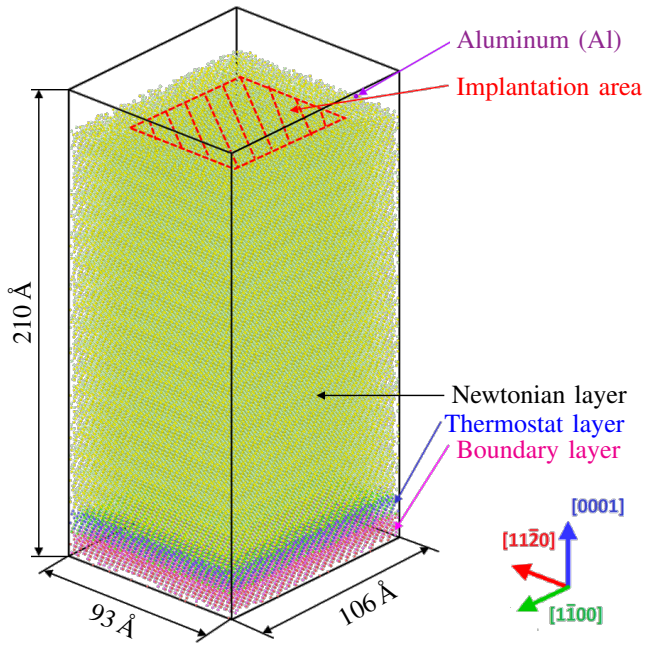 Aluminum (Al)
Implantation area
210 Å
Newtonian layer
Thermostat layer
Boundary layer
[0001]
[112̄0]
[11̄00]
93 Å
106 Å